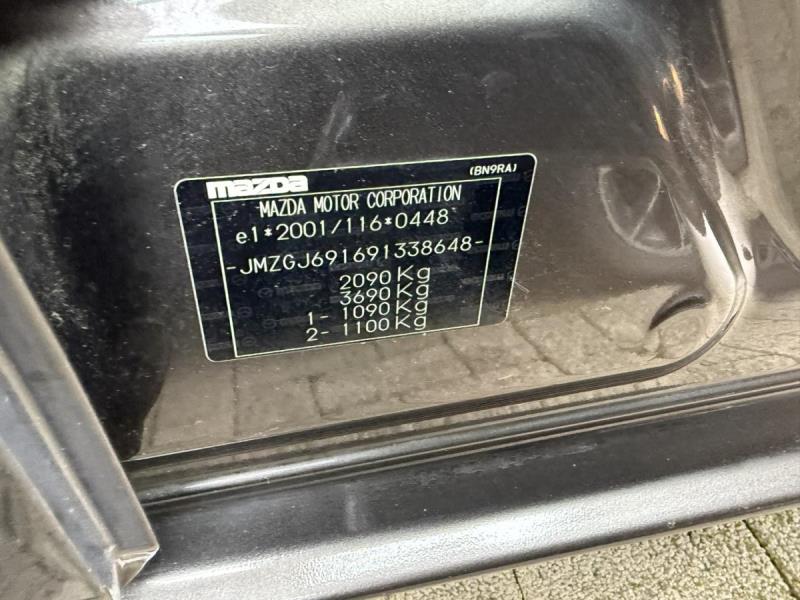 (BN9RA)
mazda
MAZDA MOTOR CORPORATION
e1*2001/116*0448
-JMZGJ691691338648-
2090 Kg
3690 Kg
1- 1090 Kg
2- 1100 Kg